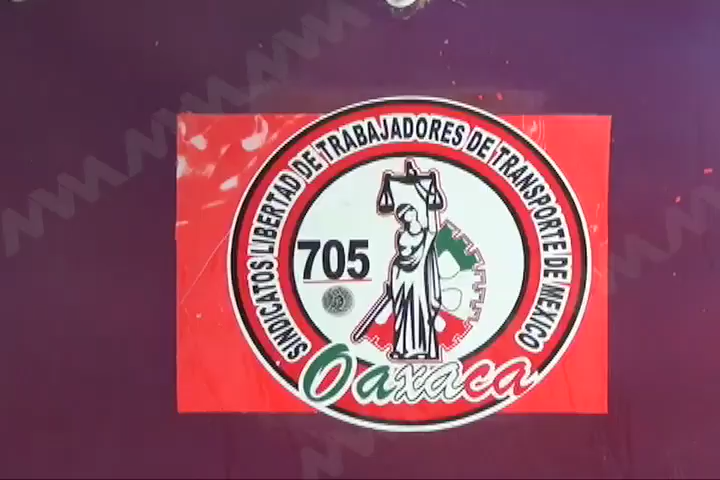 SINDICATOS LIBERTAD DE TRABAJADORES DE TRANSPORTE DE MEXICO
705
Oaxaca